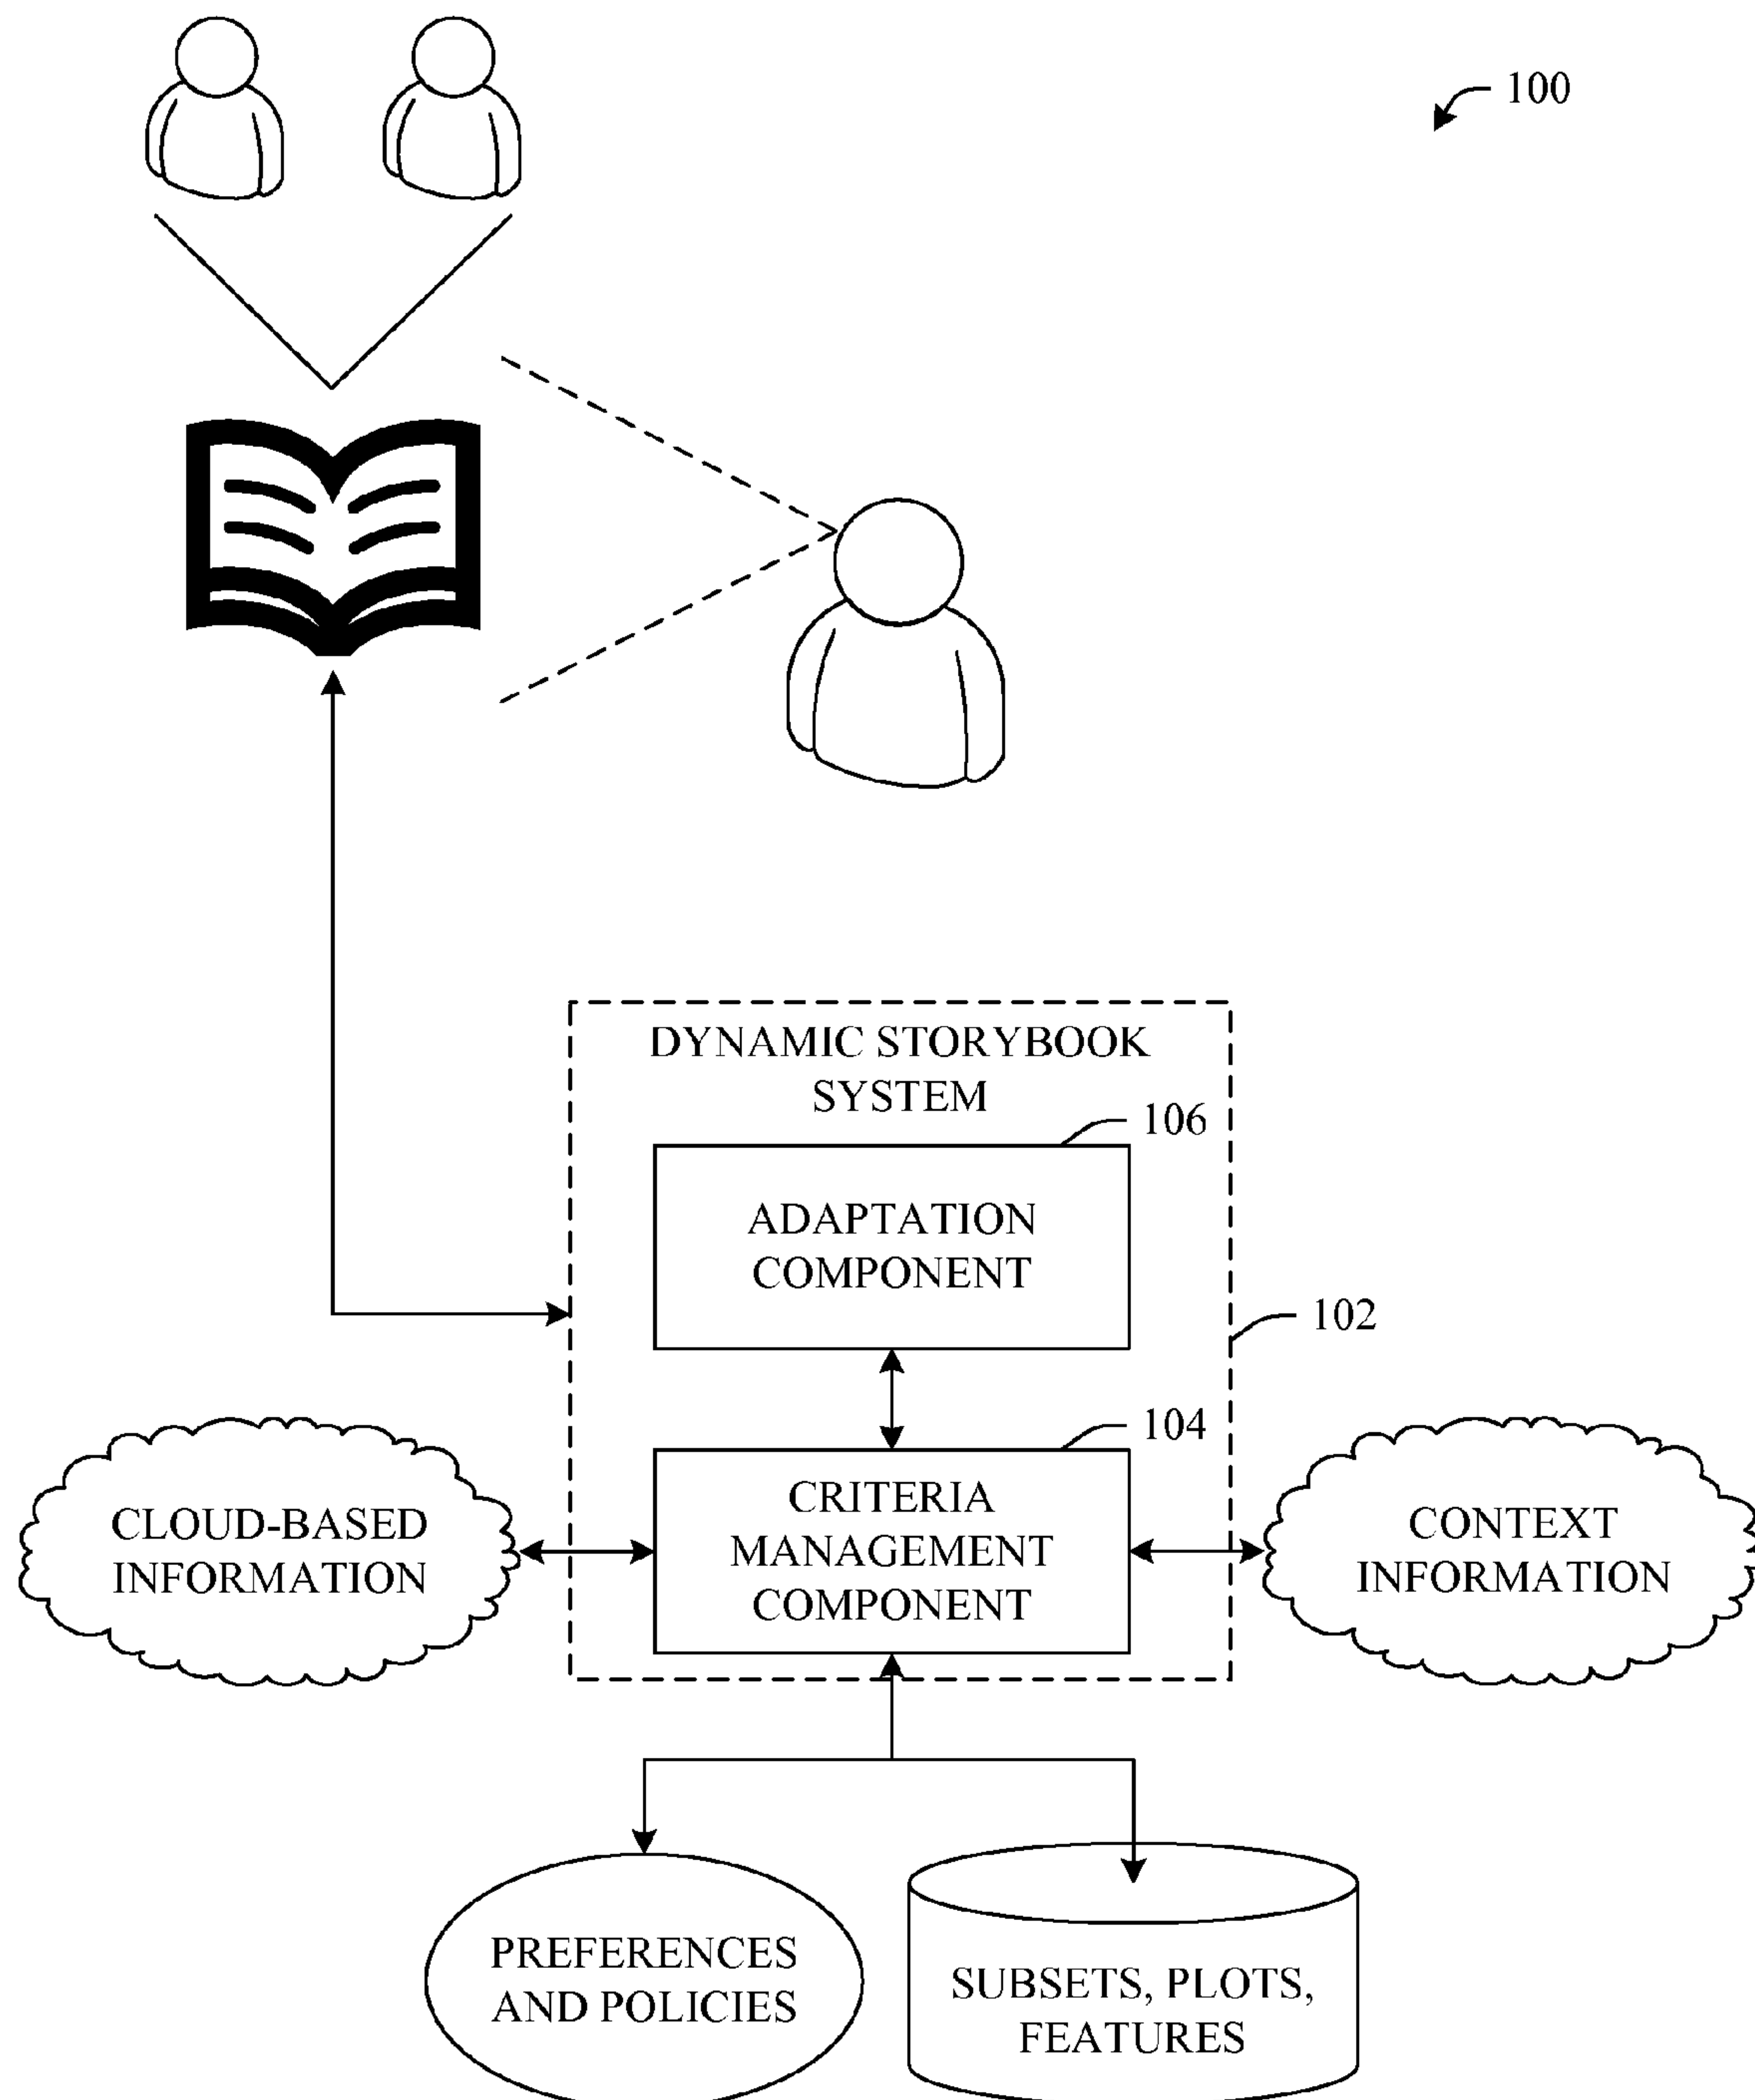 100
DYNAMIC STORYBOOK
SYSTEM
106
ADAPTATION
COMPONENT
102
104
CRITERIA
MANAGEMENT
COMPONENT
CLOUD-BASED
INFORMATION
CONTEXT
INFORMATION
PREFERENCES
AND POLICIES
SUBSETS, PLOTS,
FEATURES